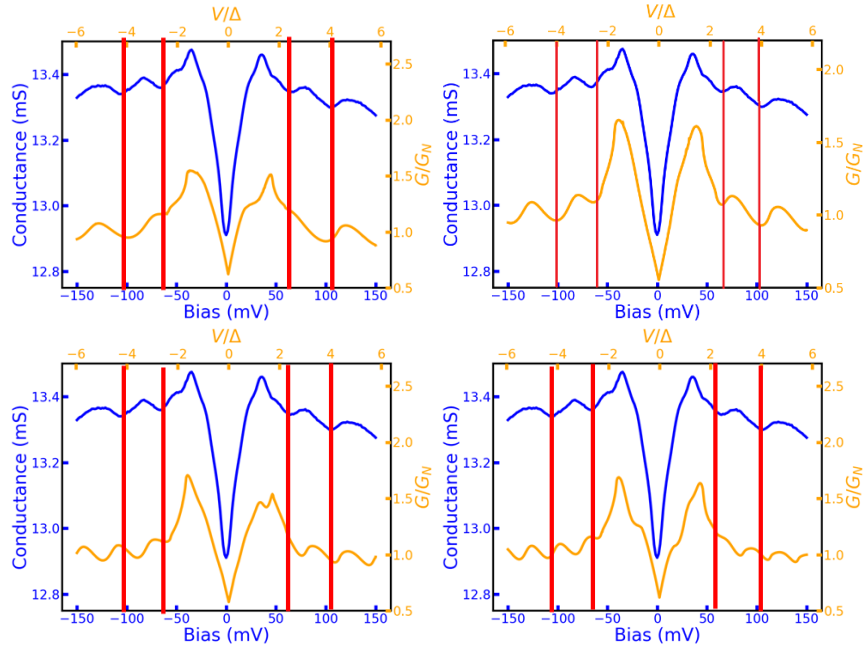 V/Δ V/Δ
−6 −4 −2 0 2 4 6 −6 −4 −2 0 2 4 6
13.4 13.2 13.0 12.8
Conductance (mS)
2.5 2.0 1.5 1.0 0.5
G/G_N
13.4 13.2 13.0 12.8
Conductance (mS)
2.0 1.5 1.0
G/G_N
−150 −100 −50 0 50 100 150 −150 −100 −50 0 50 100 150
Bias (mV) Bias (mV)
V/Δ V/Δ
−6 −4 −2 0 2 4 6 −6 −4 −2 0 2 4 6
13.4 13.2 13.0 12.8
Conductance (mS)
2.5 2.0 1.5 1.0 0.5
G/G_N
13.4 13.2 13.0 12.8
Conductance (mS)
2.5 2.0 1.5 1.0 0.5
G/G_N
−150 −100 −50 0 50 100 150 −150 −100 −50 0 50 100 150
Bias (mV) Bias (mV)